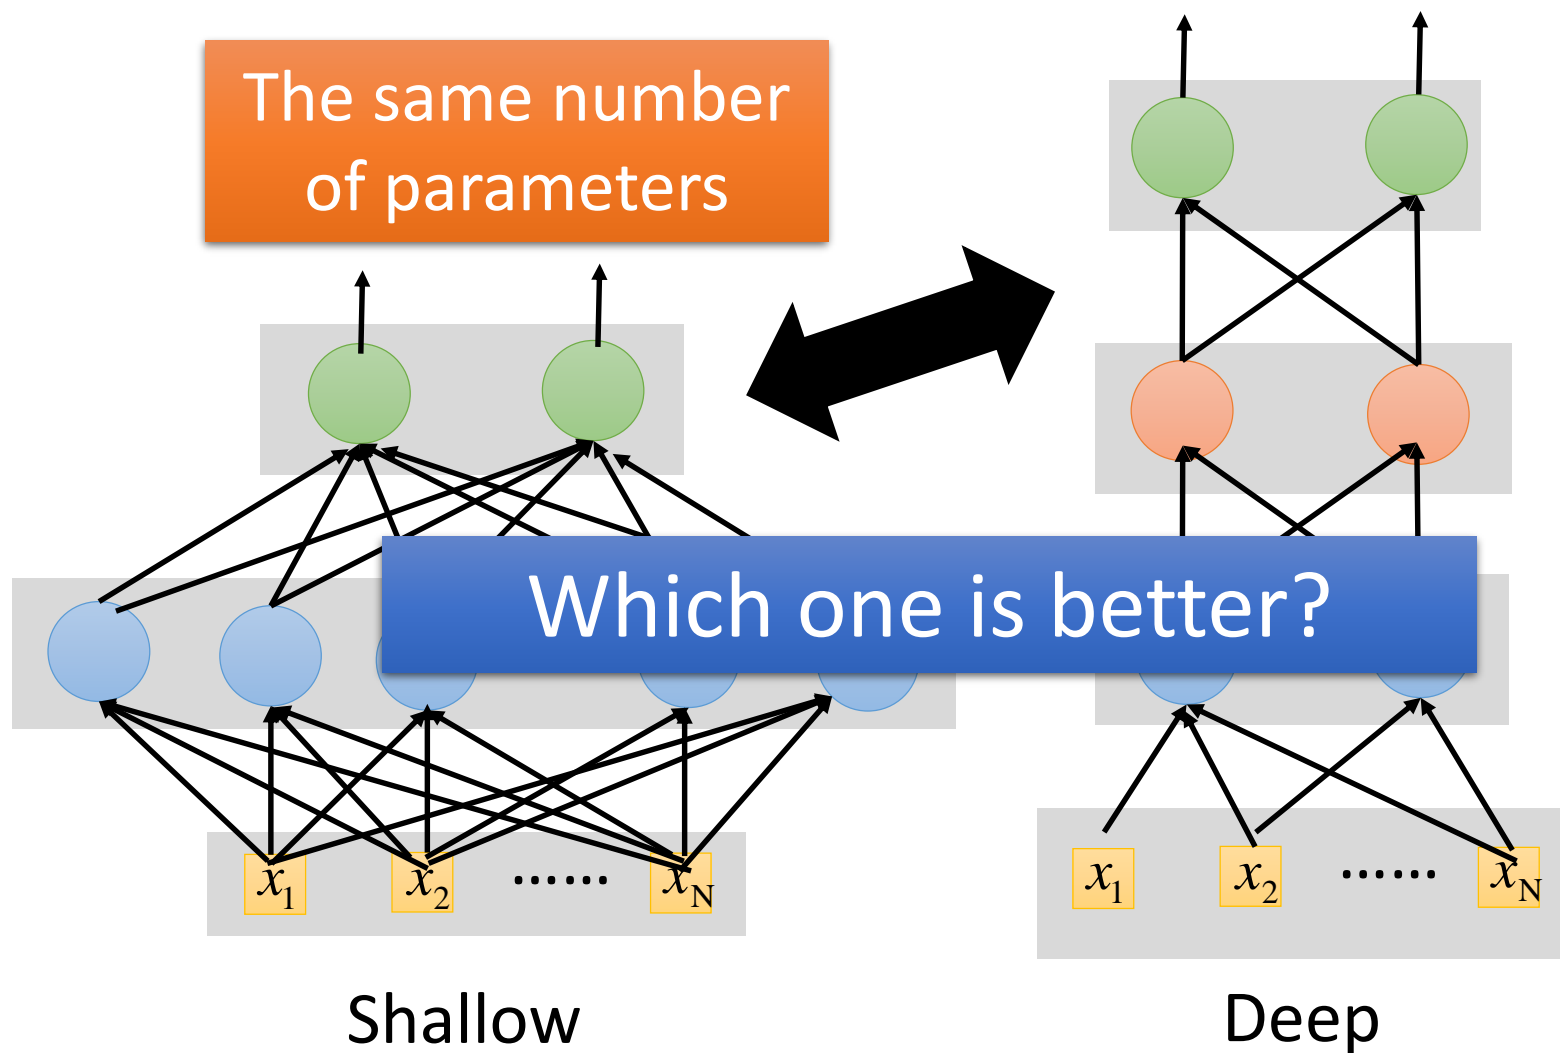 The same number
of parameters
Which one is better?
x1 x2 ...... xN
x1 x2 ...... xN
Shallow
Deep